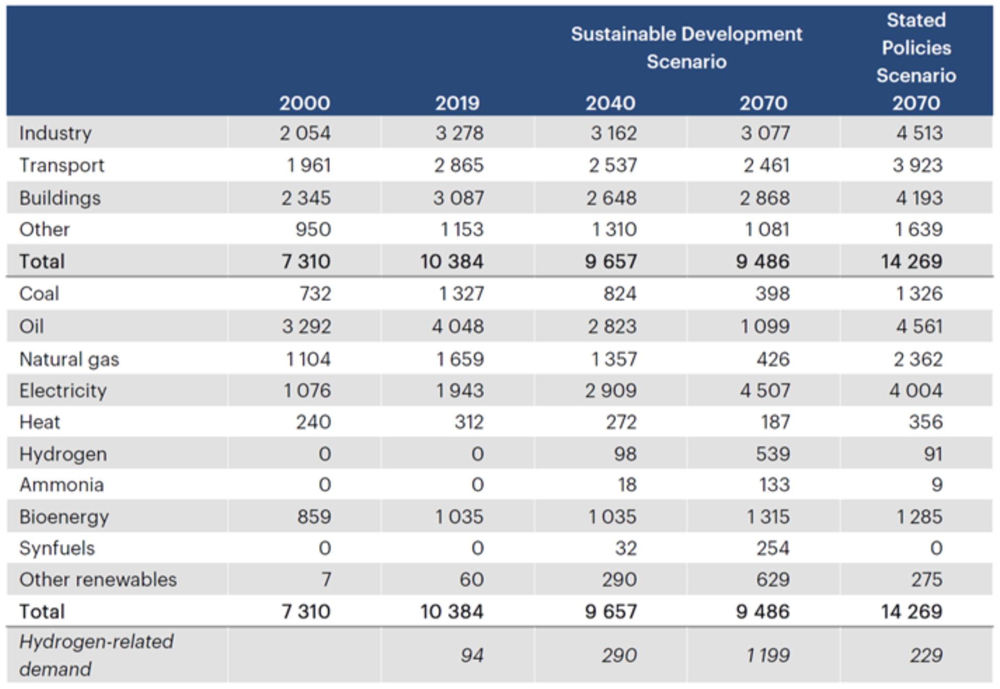 Sustainable Development Scenario
Stated Policies Scenario
2000 2019 2040 2070 2070
Industry 2 054 3 278 3 162 3 077 4 513
Transport 1 961 2 865 2 537 2 461 3 923
Buildings 2 345 3 087 2 648 2 868 4 193
Other 950 1 153 1 310 1 081 1 639
Total 7 310 10 384 9 657 9 486 14 269
Coal 732 1 327 824 398 1 326
Oil 3 292 4 048 2 823 1 099 4 561
Natural gas 1 104 1 659 1 357 426 2 362
Electricity 1 076 1 943 2 909 4 507 4 004
Heat 240 312 272 187 356
Hydrogen 0 0 98 539 91
Ammonia 0 0 18 133 9
Bioenergy 859 1 035 1 035 1 315 1 285
Synfuels 0 0 32 254 0
Other renewables 7 60 290 629 275
Total 7 310 10 384 9 657 9 486 14 269
Hydrogen-related demand 94 290 1 199 229